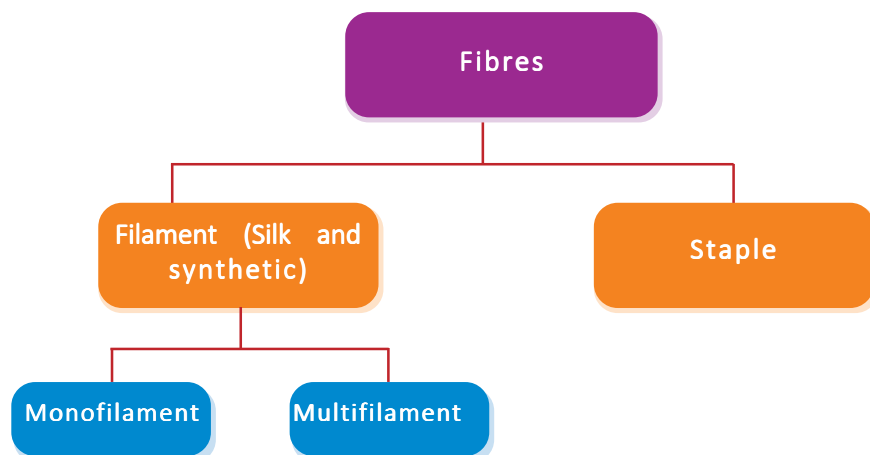 Fibres
Filament (Silk and
synthetic)
Staple
Monofilament
Multifilament